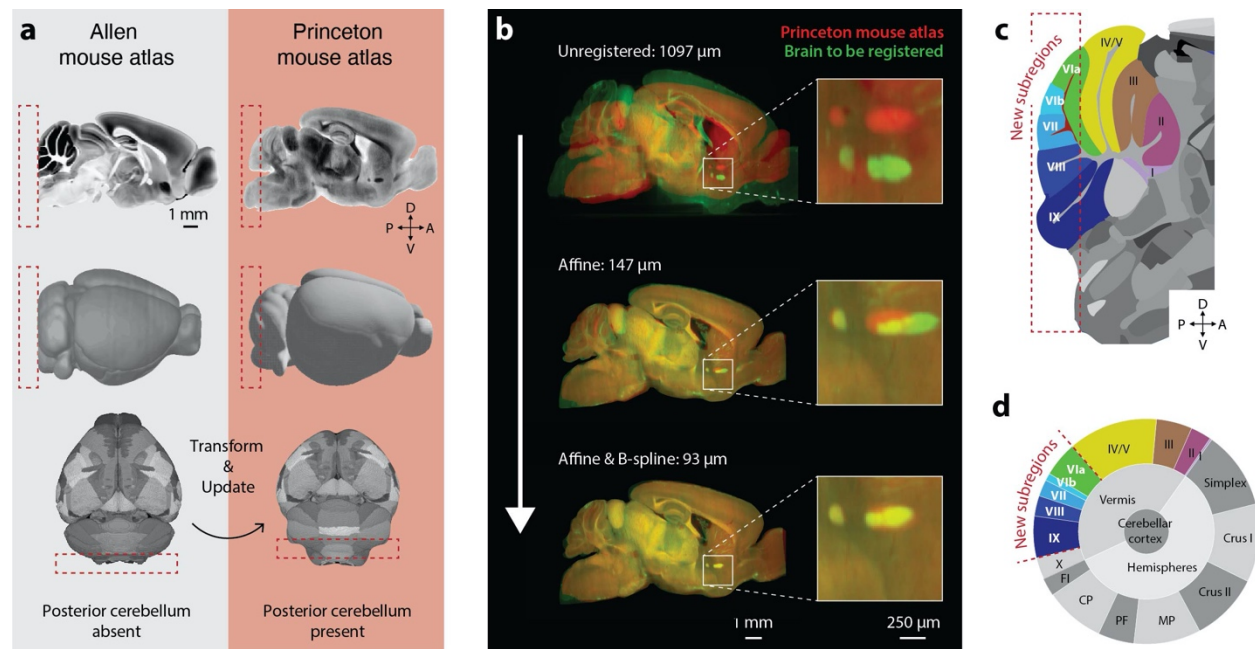 a
Allen
mouse atlas
Princeton
mouse atlas
1 mm
D
P A
V
Transform
&
Update
Posterior cerebellum
absent
Posterior cerebellum
present
b
Princeton mouse atlas
Brain to be registered
Unregistered: 1097 µm
Affine: 147 µm
Affine & B-spline: 93 µm
1 mm
250 µm
c
New subregions
IV/V
VIa
III
VIb
II
VII
VIII
I
IX
D
P A
V
d
New subregions
IV/V
III
II
I
VIa
VIb
VII
VIII
IX
X
Fl
CP
PF
MP
Crus II
Crus I
Simplex
Vermis
Cerebellar
cortex
Hemispheres